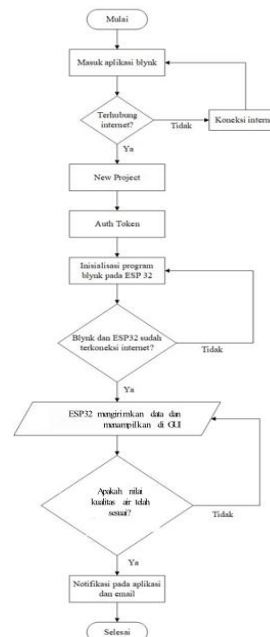 Mulai
Masuk aplikasi blynk
Terhubung
internet?
Tidak
Koneksi intern
Ya
New Project
Auth Token
Inisialisasi program
blynk pada ESP 32
Blynk dan ESP32 sudah
terkoneksi internet?
Tidak
Ya
ESP32 mengirimkan data dan
menampilkan di GUI
Apakah nilai
kualitas air telah
sesuai?
Tidak
Ya
Notifikasi pada aplikasi
dan email
Selesai